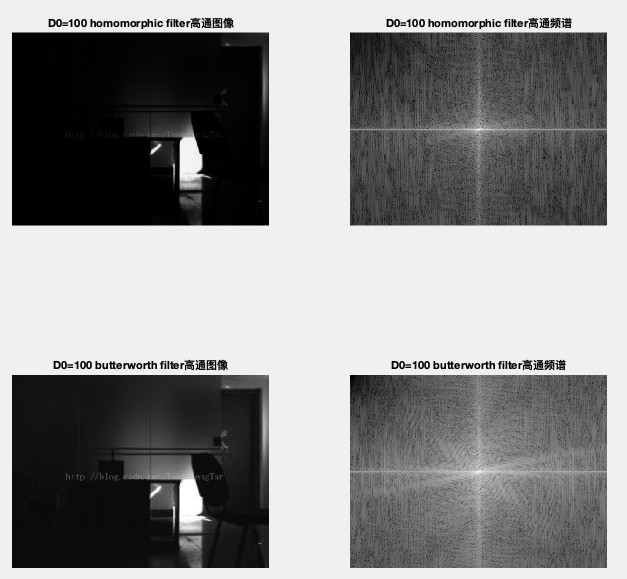 D0=100 homomorphic filter高通图像
D0=100 homomorphic filter高通频谱
D0=100 butterworth filter高通图像
D0=100 butterworth filter高通频谱